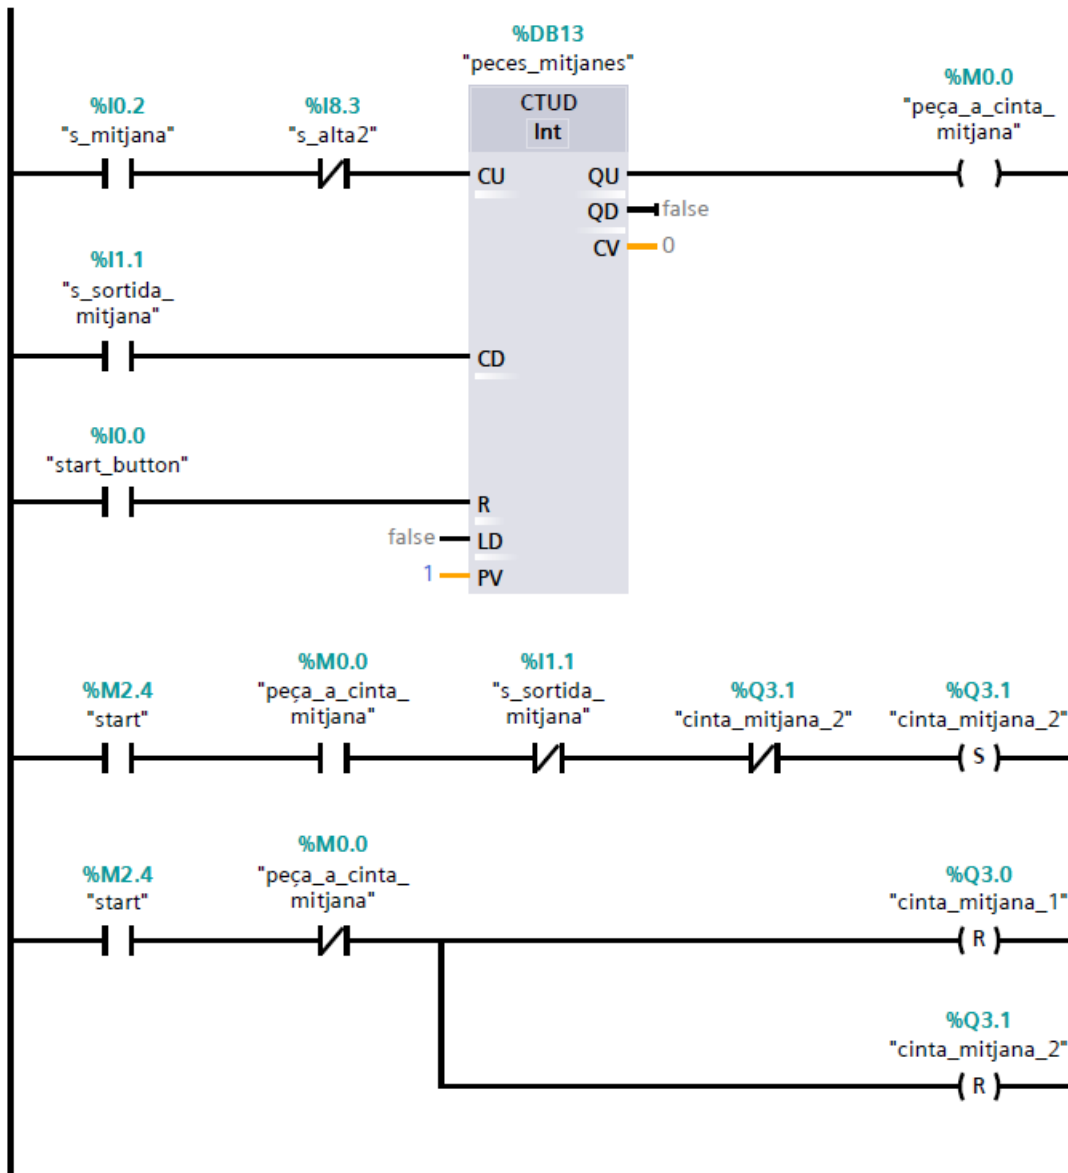 %DB13
"peces_mitjanes"
CTUD
Int
%M0.0
"peça_a_cinta_
mitjana"
%I0.2
"s_mitjana"
%I8.3
"s_alta2"
CU
QU
QD
false
CV
0
%I1.1
"s_sortida_
mitjana"
CD
%I0.0
"start_button"
R
false
LD
1
PV
%M2.4
"start"
%M0.0
"peça_a_cinta_
mitjana"
%I1.1
"s_sortida_
mitjana"
%Q3.1
"cinta_mitjana_2"
%Q3.1
"cinta_mitjana_2"
S
%M2.4
"start"
%M0.0
"peça_a_cinta_
mitjana"
%Q3.0
"cinta_mitjana_1"
R
%Q3.1
"cinta_mitjana_2"
R